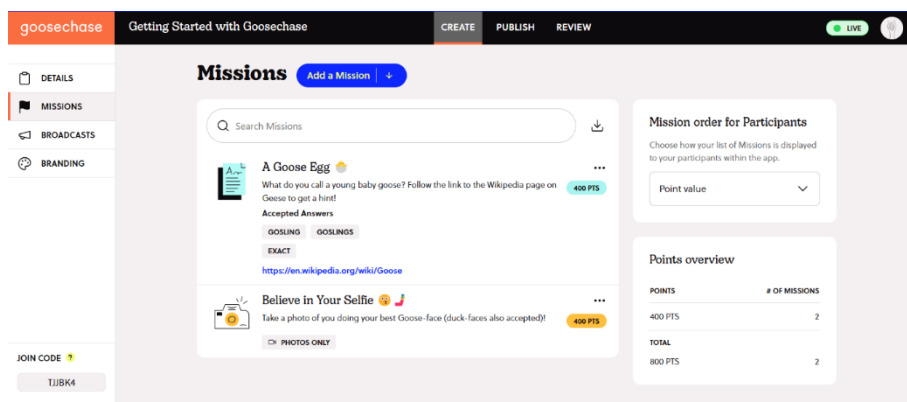 goosechase
Getting Started with Goosechase
CREATE
PUBLISH
REVIEW
LIVE
DETAILS
MISSIONS
BROADCASTS
BRANDING
JOIN CODE ?
TJJBK4
Missions
Add a Mission
Search Missions
A Goose Egg 🐣
What do you call a young baby goose? Follow the link to the Wikipedia page on
Geese to get a hint!
400 PTS
Accepted Answers
GOSLING GOSLINGS
EXACT
https://en.wikipedia.org/wiki/Goose
Believe in Your Selfie 😗 🤳
Take a photo of you doing your best Goose-face (duck-faces also accepted)!
400 PTS
PHOTOS ONLY
Mission order for Participants
Choose how your list of Missions is displayed
to your participants within the app.
Point value
Points overview
POINTS # OF MISSIONS
400 PTS 2
TOTAL
800 PTS 2